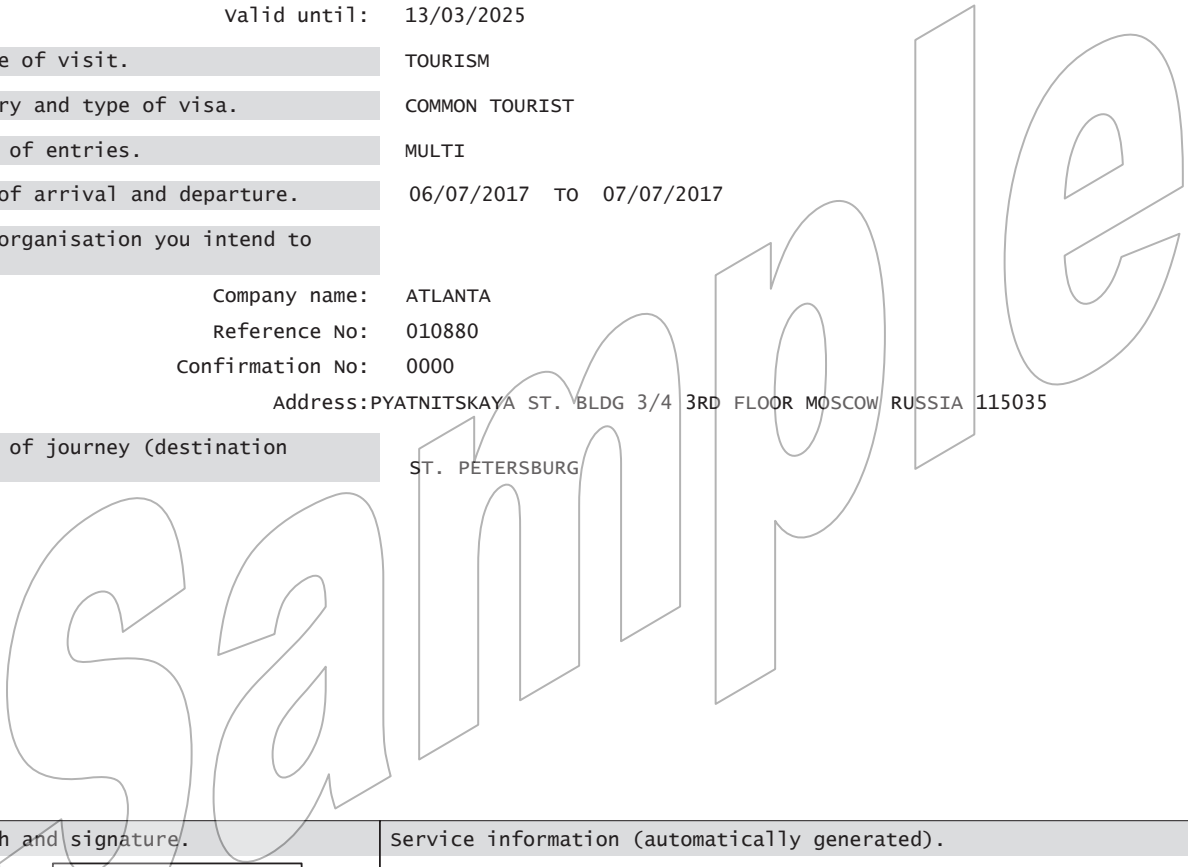 Valid until: 13/03/2025
e of visit. TOURISM
ry and type of visa. COMMON TOURIST
of entries. MULTI
of arrival and departure. 06/07/2017 TO 07/07/2017
organisation you intend to
Company name: ATLANTA
Reference No: 010880
Confirmation No: 0000
Address:PYATNITSKAYA ST. BLDG 3/4 3RD FLOOR MOSCOW RUSSIA 115035
of journey (destination
ST. PETERSBURG
sample
h and signature. Service information (automatically generated).